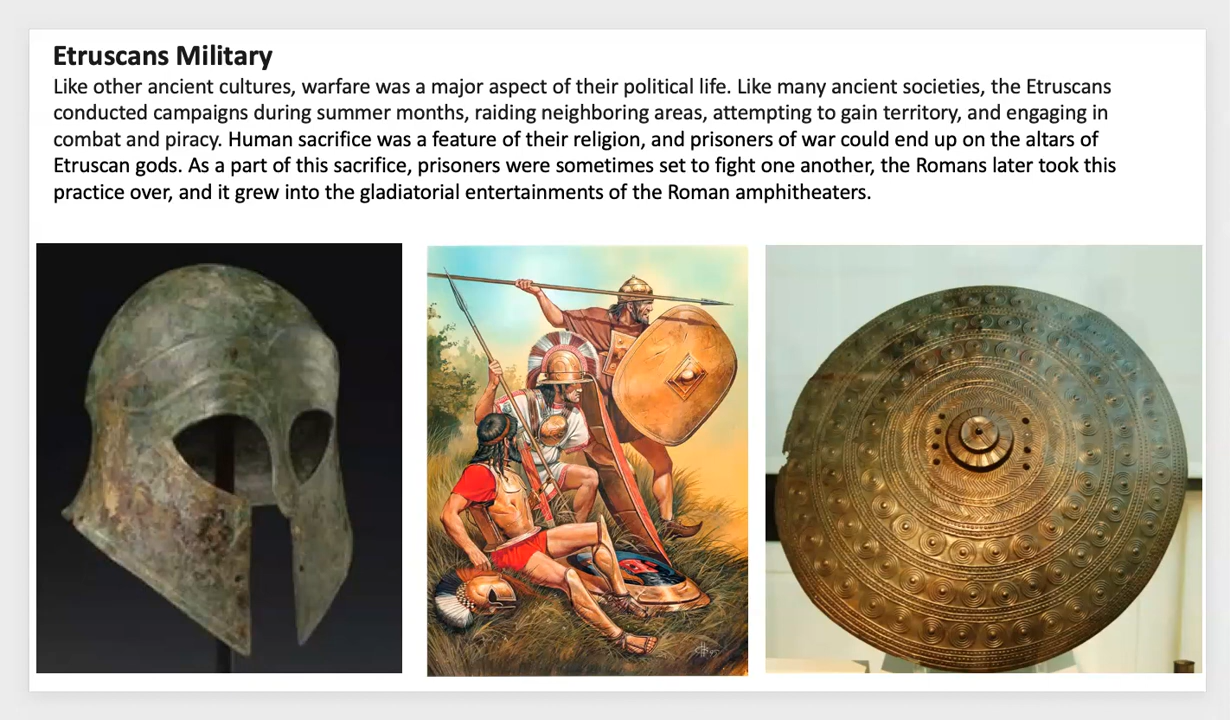 Etruscans Military
Like other ancient cultures, warfare was a major aspect of their political life. Like many ancient societies, the Etruscans
conducted campaigns during summer months, raiding neighboring areas, attempting to gain territory, and engaging in
combat and piracy. Human sacrifice was a feature of their religion, and prisoners of war could end up on the altars of
Etruscan gods. As a part of this sacrifice, prisoners were sometimes set to fight one another, the Romans later took this
practice over, and it grew into the gladiatorial entertainments of the Roman amphitheaters.